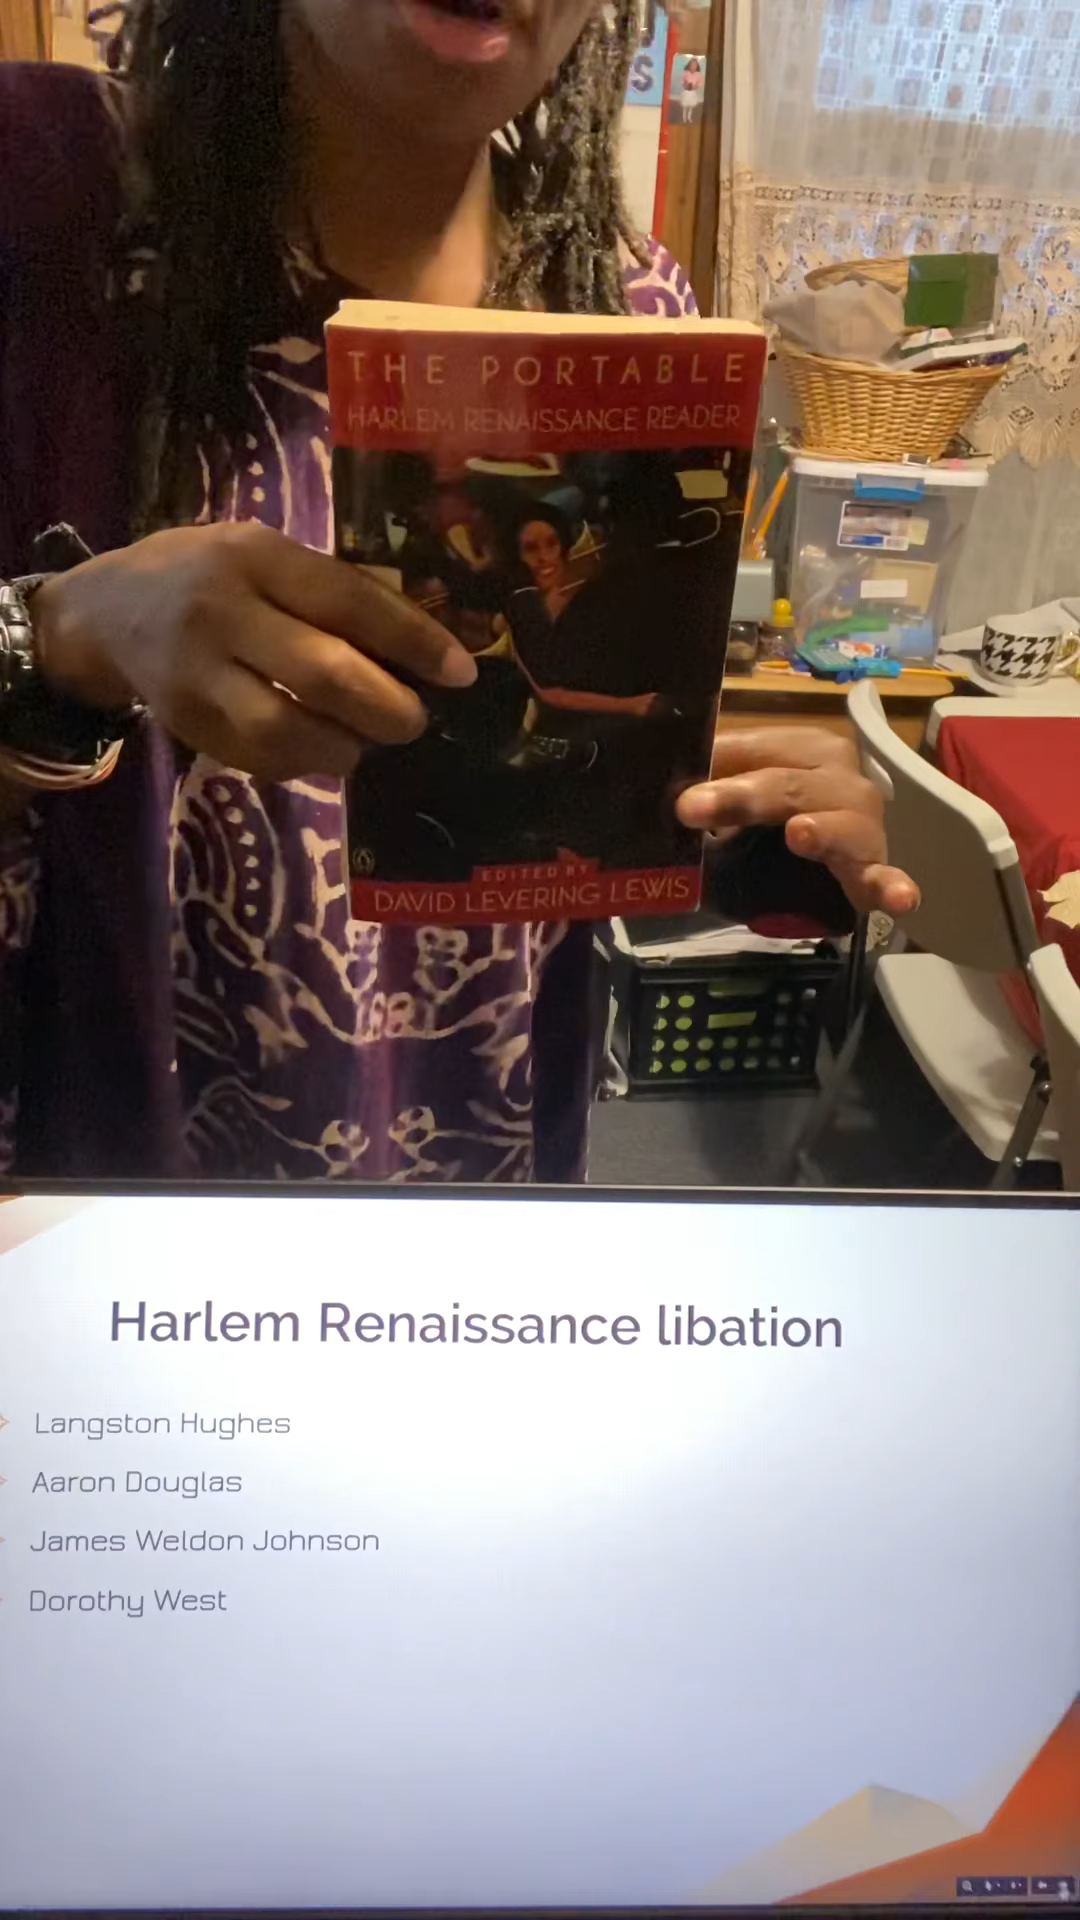 S
THE PORTABLE
HARLEM RENAISSANCE READER
EDITED BY
DAVID LEVERING LEWIS
Harlem Renaissance libation
Langston Hughes
Aaron Douglas
James Weldon Johnson
Dorothy West